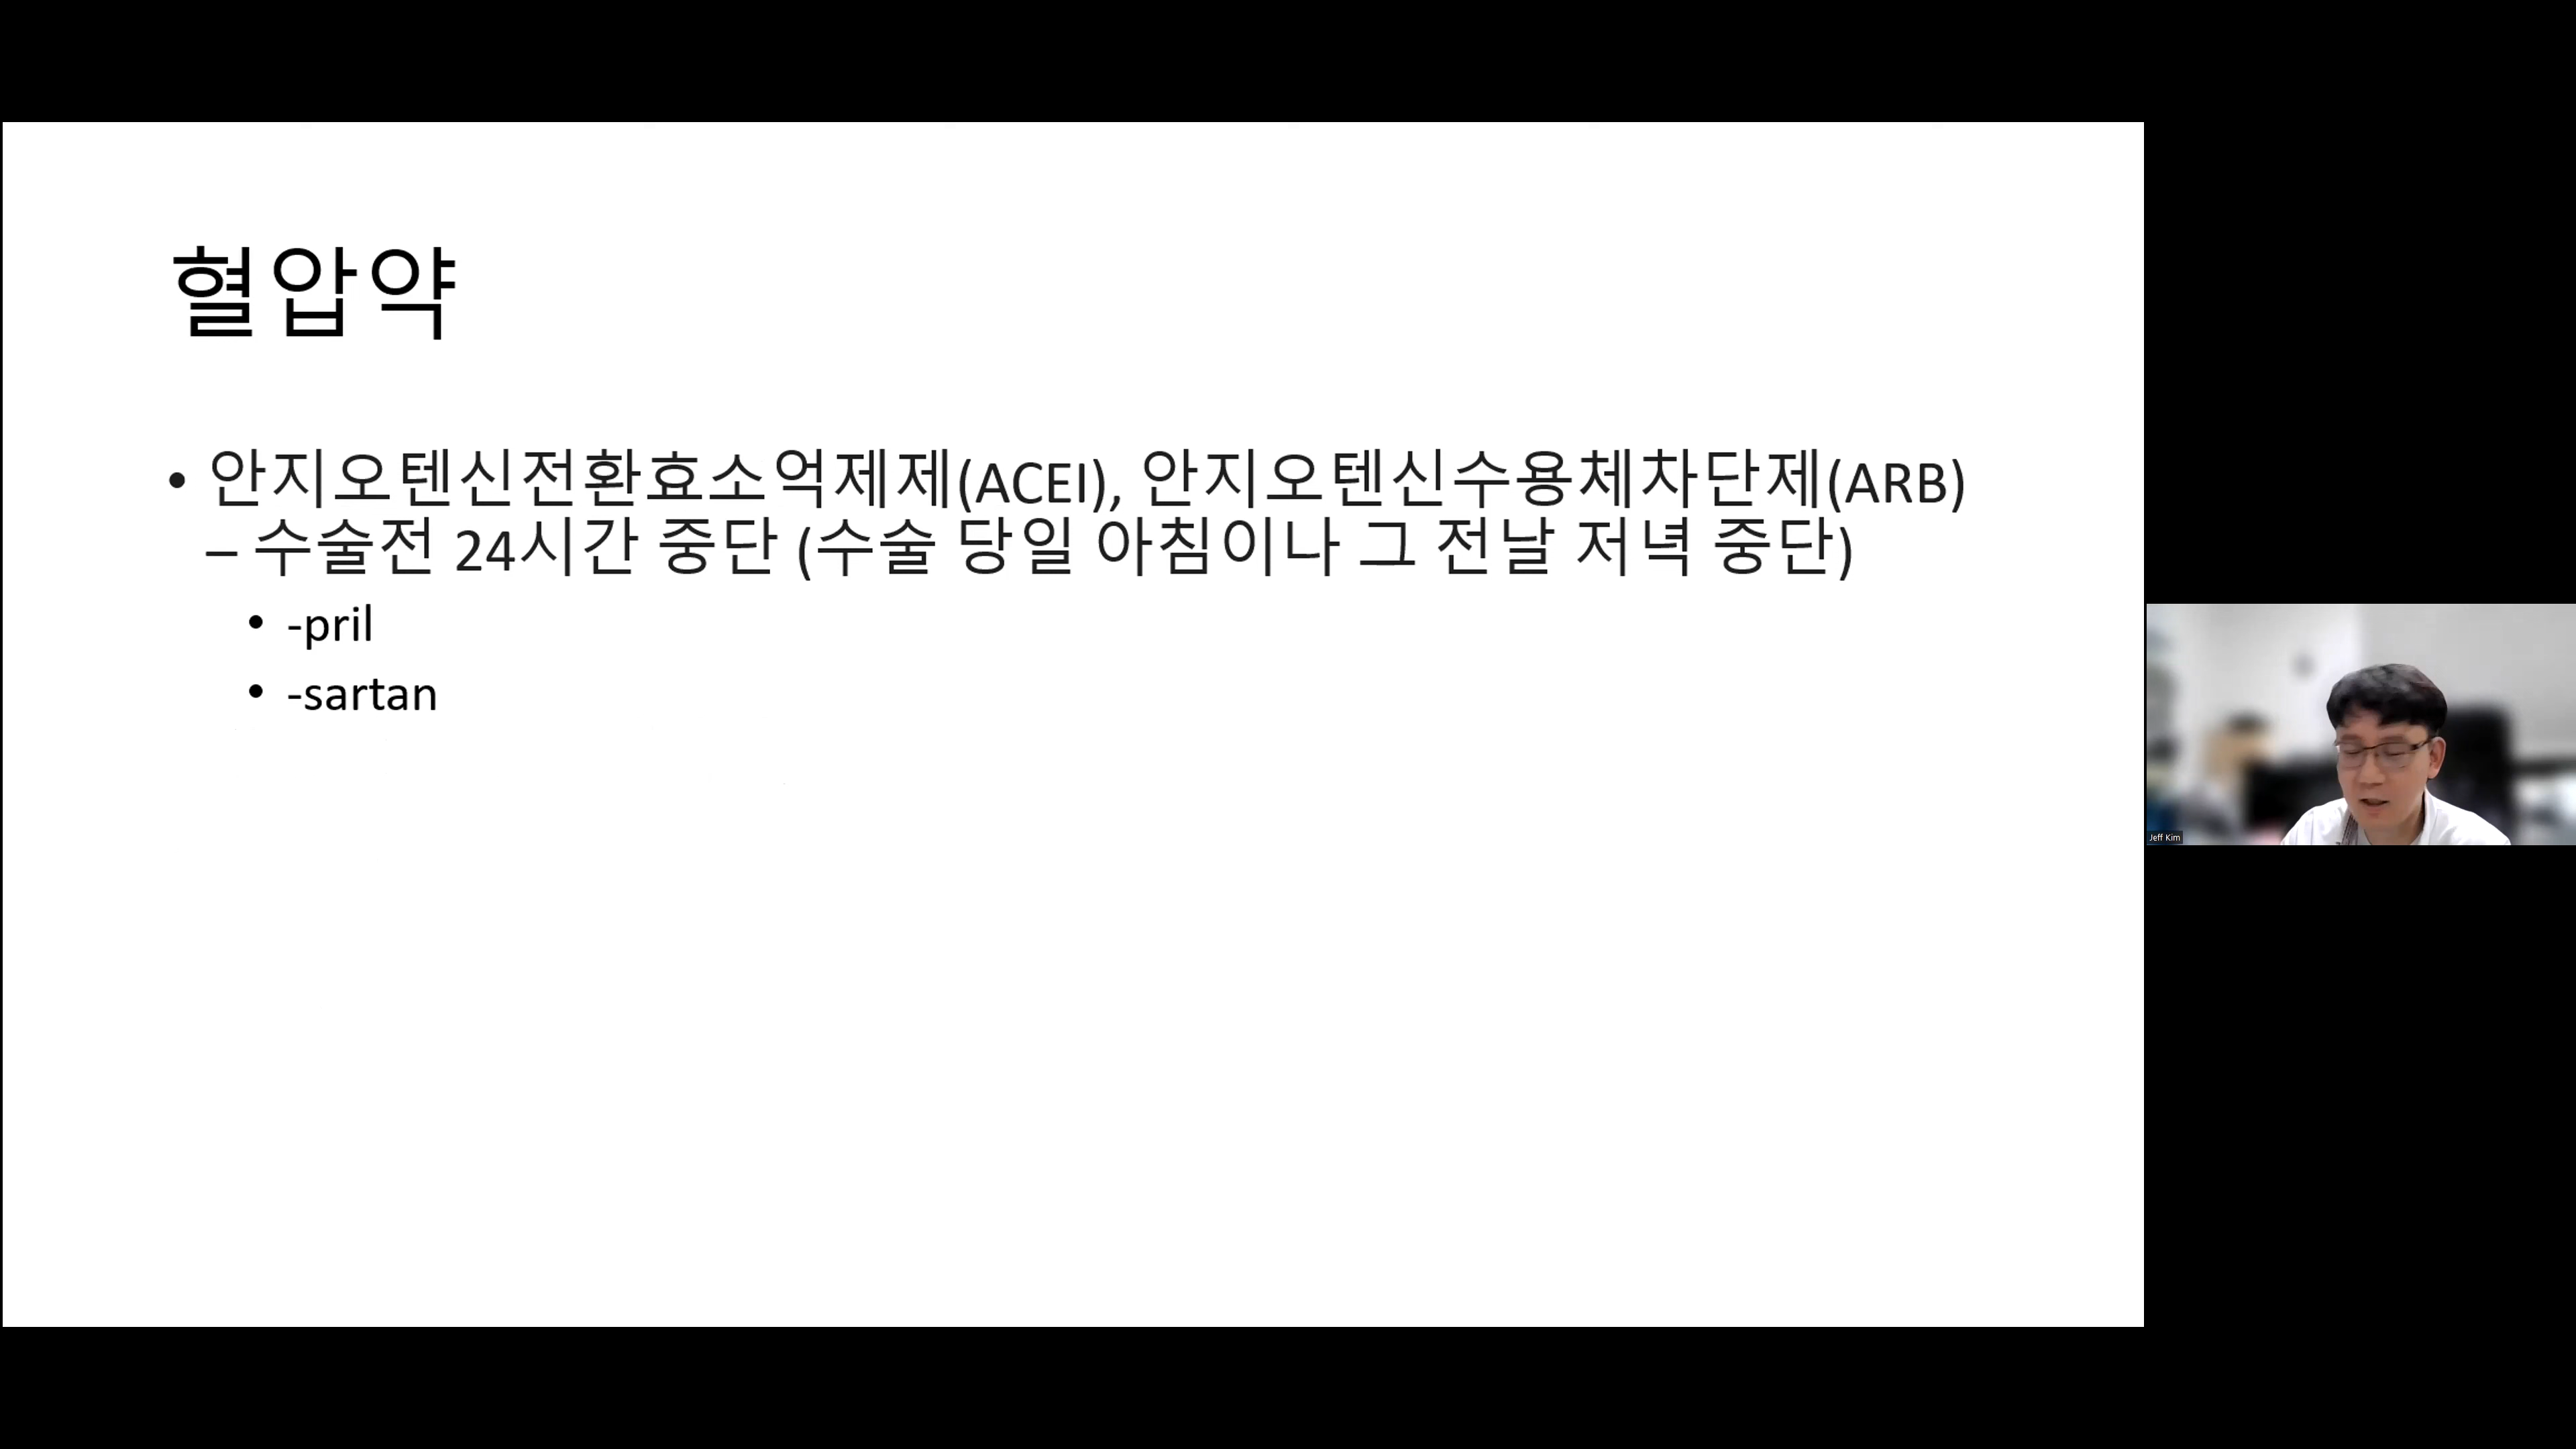 혈압약
• 안지오텐신전환효소억제제(ACEI), 안지오텐신수용체차단제(ARB)
– 수술전 24시간 중단 (수술 당일 아침이나 그 전날 저녁 중단)
• -pril
• -sartan
Jeff Kim